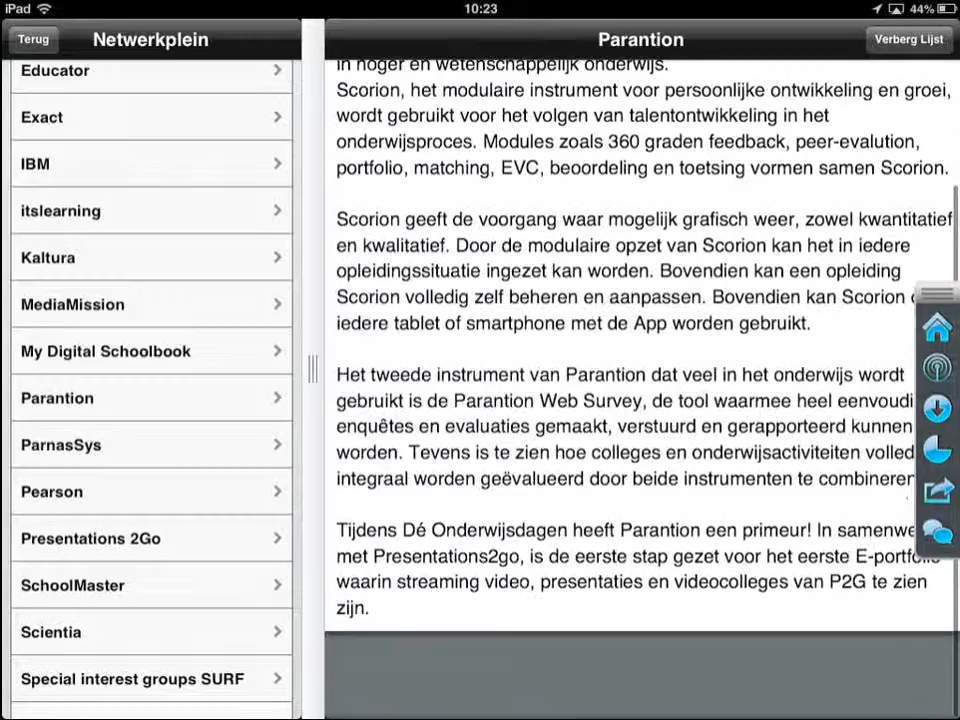 iPad
10:23
44%
Terug
Netwerkplein
Parantion
Verberg Lijst
Educator
Exact
IBM
itslearning
Kaltura
MediaMission
My Digital Schoolbook
Parantion
ParnasSys
Pearson
Presentations 2Go
SchoolMaster
Scientia
Special interest groups SURF
in hoger en wetenschappelijk onderwijs.
Scorion, het modulaire instrument voor persoonlijke ontwikkeling en groei,
wordt gebruikt voor het volgen van talentontwikkeling in het
onderwijsproces. Modules zoals 360 graden feedback, peer-evalution,
portfolio, matching, EVC, beoordeling en toetsing vormen samen Scorion.
Scorion geeft de voorgang waar mogelijk grafisch weer, zowel kwantitatief
en kwalitatief. Door de modulaire opzet van Scorion kan het in iedere
opleidingssituatie ingezet kan worden. Bovendien kan een opleiding
Scorion volledig zelf beheren en aanpassen. Bovendien kan Scorion
iedere tablet of smartphone met de App worden gebruikt.
Het tweede instrument van Parantion dat veel in het onderwijs wordt
gebruikt is de Parantion Web Survey, de tool waarmee heel eenvoudi
enquêtes en evaluaties gemaakt, verstuurd en gerapporteerd kunnen
worden. Tevens is te zien hoe colleges en onderwijsactiviteiten volled
integraal worden geëvalueerd door beide instrumenten te combineren
Tijdens Dé Onderwijsdagen heeft Parantion een primeur! In samenwe
met Presentations2go, is de eerste stap gezet voor het eerste E-portfolio
waarin streaming video, presentaties en videocolleges van P2G te zien
zijn.